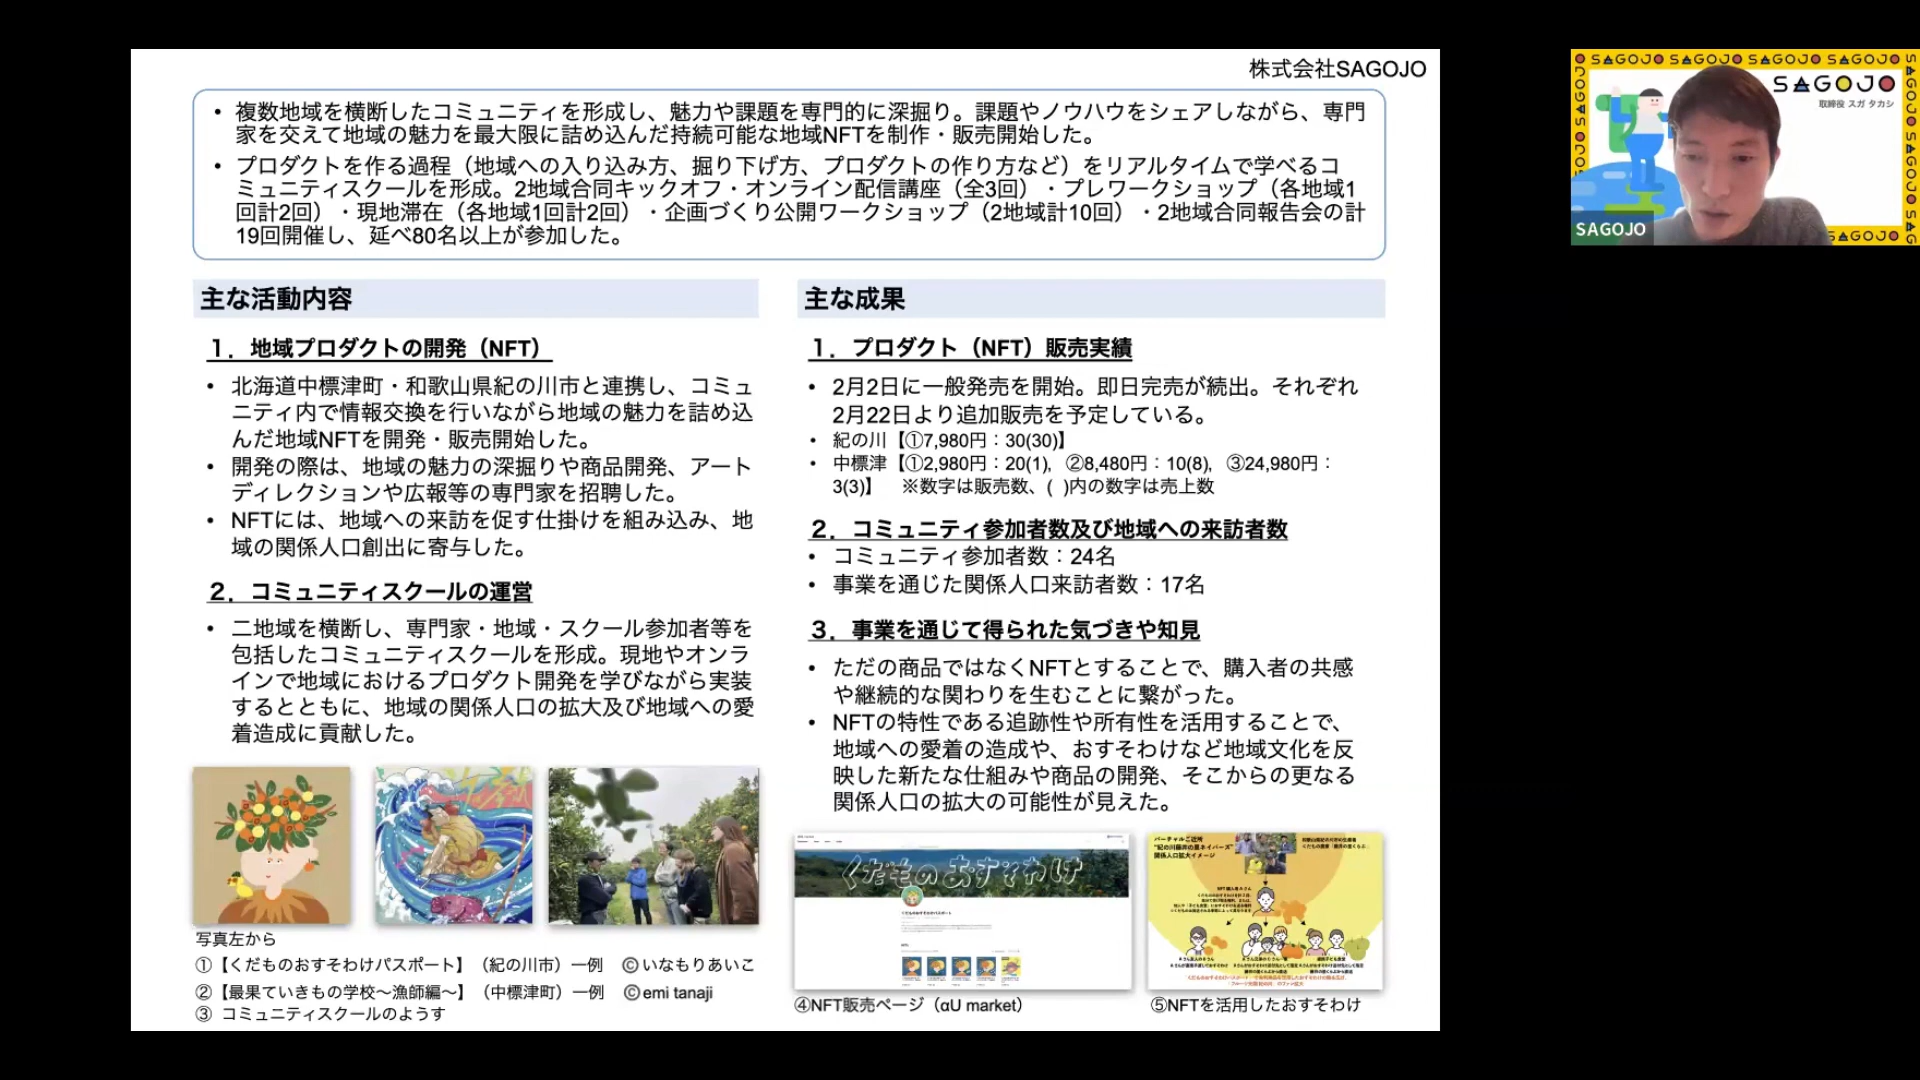 株式会社SAGOJO
• 複数地域を横断したコミュニティを形成し、魅力や課題を専門的に深掘り。課題やノウハウをシェアしながら、専門
家を交えて地域の魅力を最大限に詰め込んだ持続可能な地域NFTを制作・販売開始した。
• プロダクトを作る過程（地域への入り込み方、掘り下げ方、プロダクトの作り方など）をリアルタイムで学べるコ
ミュニティスクールを形成。2地域合同キックオフ・オンライン配信講座（全3回）・プレワークショップ（各地域1
回計2回）・現地滞在（各地域1回計2回）・企画づくり公開ワークショップ（2地域計10回）・2地域合同報告会の計
19回開催し、延べ80名以上が参加した。
主な活動内容
１．地域プロダクトの開発（NFT）
• 北海道中標津町・和歌山県紀の川市と連携し、コミュ
ニティ内で情報交換を行いながら地域の魅力を詰め込
んだ地域NFTを開発・販売開始した。
• 開発の際は、地域の魅力の深掘りや商品開発、アート
ディレクションや広報等の専門家を招聘した。
• NFTには、地域への来訪を促す仕掛けを組み込み、地
域の関係人口創出に寄与した。
２．コミュニティスクールの運営
• 二地域を横断し、専門家・地域・スクール参加者等を
包括したコミュニティスクールを形成。現地やオンラ
インで地域におけるプロダクト開発を学びながら実装
するとともに、地域の関係人口の拡大及び地域への愛
着造成に貢献した。
写真左から
①【くだものおすそわけパスポート】（紀の川市）一例　©いなもりあいこ
②【最果ていきもの学校〜漁師編〜】（中標津町）一例　©emi tanaji
③ コミュニティスクールのようす
主な成果
１．プロダクト（NFT）販売実績
• 2月2日に一般発売を開始。即日完売が続出。それぞれ
2月22日より追加販売を予定している。
• 紀の川【①7,980円：30(30)】
• 中標津【①2,980円：20(1), ②8,480円：10(8), ③24,980円：
3(3)】　※数字は販売数、( )内の数字は売上数
２．コミュニティ参加者数及び地域への来訪者数
• コミュニティ参加者数：24名
• 事業を通じた関係人口来訪者数：17名
３．事業を通じて得られた気づきや知見
• ただの商品ではなくNFTとすることで、購入者の共感
や継続的な関わりを生むことに繋がった。
• NFTの特性である追跡性や所有性を活用することで、
地域への愛着の造成や、おすそわけなど地域文化を反
映した新たな仕組みや商品の開発、そこからの更なる
関係人口の拡大の可能性が見えた。
くだものおすそわけ
くだものおすそわけパスポート
バーチャルご近所
関係人口拡大イメージ
④NFT販売ページ（αU market）
⑤NFTを活用したおすそわけ
SAGOJO SAGOJO SAGOJO SAGOJO
SAGOJO
取締役 スガ タカシ
SAGOJO